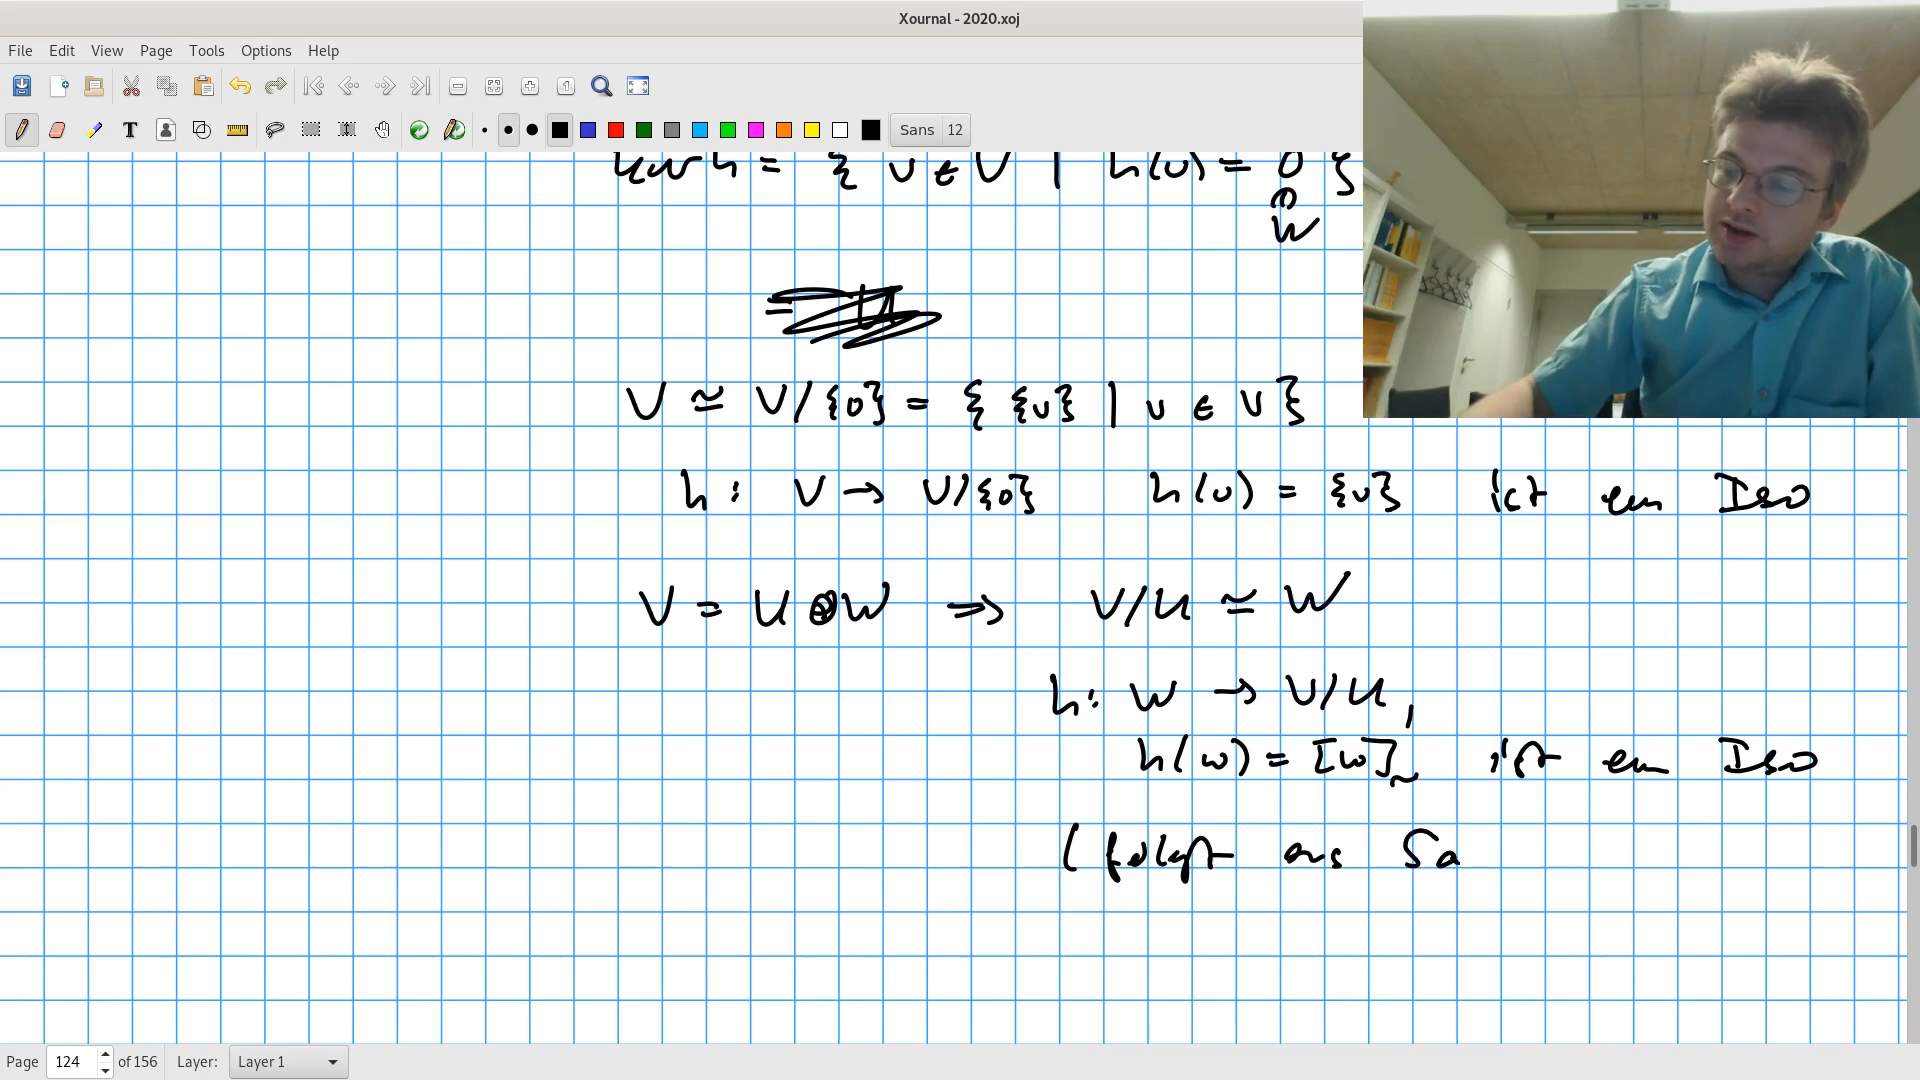 Xournal - 2020.xoj
File Edit View Page Tools Options Help
Sans 12
ker h = { v ∈ V | h(v) = 0 }
W
=
V ≃ V/{0} = { {v} | v ∈ V }
h: V → V/{0} h(v) = {v} ist ein Iso
V = U ⊕ W ⇒ V/U ≃ W
h: W → V/U,
h(w) = [w]~ ist ein Iso
( folgt aus Sa
Page 124 of 156 Layer: Layer 1